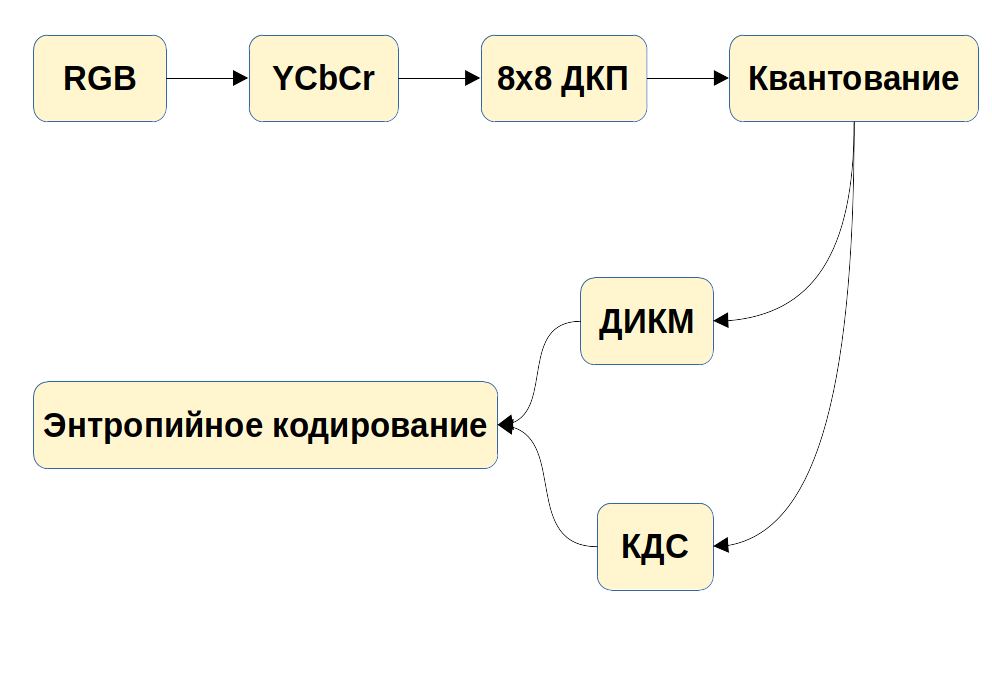 RGB
YCbCr
8x8 ДКП
Квантование
ДИКМ
Энтропийное кодирование
КДС